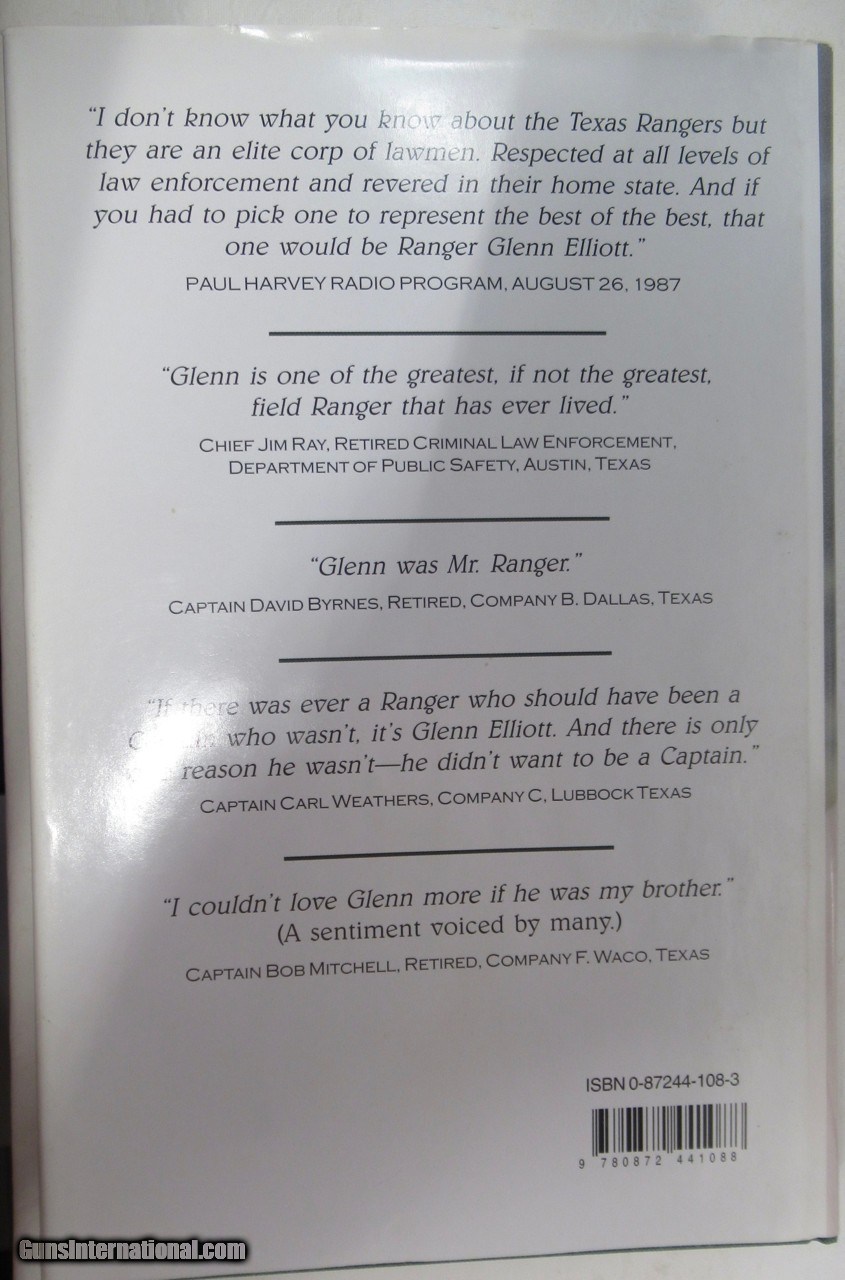 “I don’t know what you know about the Texas Rangers but
they are an elite corp of lawmen. Respected at all levels of
law enforcement and revered in their home state. And if
you had to pick one to represent the best of the best, that
one would be Ranger Glenn Elliott.”
PAUL HARVEY RADIO PROGRAM, AUGUST 26, 1987
“Glenn is one of the greatest, if not the greatest,
field Ranger that has ever lived.”
CHIEF JIM RAY, RETIRED CRIMINAL LAW ENFORCEMENT,
DEPARTMENT OF PUBLIC SAFETY, AUSTIN, TEXAS
“Glenn was Mr. Ranger.”
CAPTAIN DAVID BYRNES, RETIRED, COMPANY B. DALLAS, TEXAS
“If there was ever a Ranger who should have been a
who wasn’t, it’s Glenn Elliott. And there is only
reason he wasn’t—he didn’t want to be a Captain.”
CAPTAIN CARL WEATHERS, COMPANY C, LUBBOCK TEXAS
“I couldn’t love Glenn more if he was my brother.”
(A sentiment voiced by many.)
CAPTAIN BOB MITCHELL, RETIRED, COMPANY F. WACO, TEXAS
ISBN 0-87244-108-3
9 780872 441088
GunsInternational.com